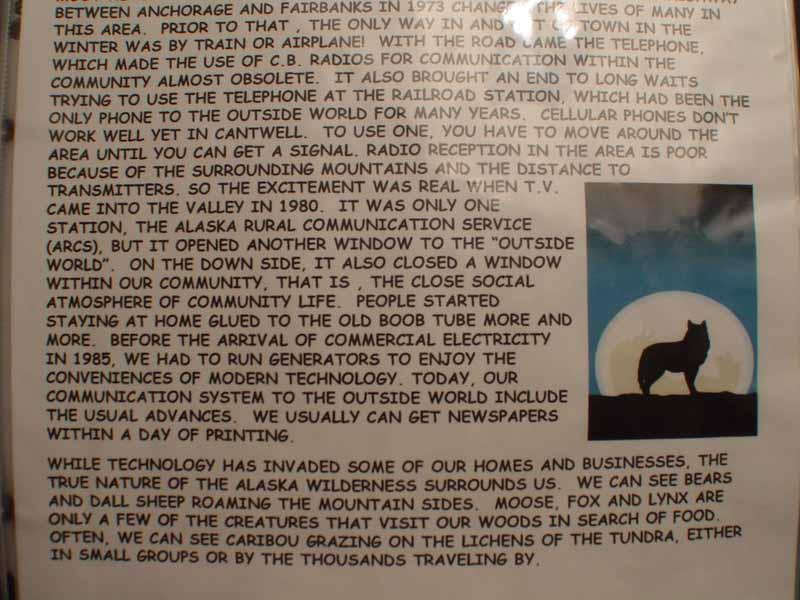 BETWEEN ANCHORAGE AND FAIRBANKS IN 1973 CHANGED THE LIVES OF MANY IN
THIS AREA. PRIOR TO THAT , THE ONLY WAY IN AND OUT OF TOWN IN THE
WINTER WAS BY TRAIN OR AIRPLANE! WITH THE ROAD CAME THE TELEPHONE,
WHICH MADE THE USE OF C.B. RADIOS FOR COMMUNICATION WITHIN THE
COMMUNITY ALMOST OBSOLETE. IT ALSO BROUGHT AN END TO LONG WAITS
TRYING TO USE THE TELEPHONE AT THE RAILROAD STATION, WHICH HAD BEEN THE
ONLY PHONE TO THE OUTSIDE WORLD FOR MANY YEARS. CELLULAR PHONES DON'T
WORK WELL YET IN CANTWELL. TO USE ONE, YOU HAVE TO MOVE AROUND THE
AREA UNTIL YOU CAN GET A SIGNAL. RADIO RECEPTION IN THE AREA IS POOR
BECAUSE OF THE SURROUNDING MOUNTAINS AND THE DISTANCE TO
TRANSMITTERS. SO THE EXCITEMENT WAS REAL WHEN T.V.
CAME INTO THE VALLEY IN 1980. IT WAS ONLY ONE
STATION, THE ALASKA RURAL COMMUNICATION SERVICE
(ARCS), BUT IT OPENED ANOTHER WINDOW TO THE "OUTSIDE
WORLD". ON THE DOWN SIDE, IT ALSO CLOSED A WINDOW
WITHIN OUR COMMUNITY, THAT IS , THE CLOSE SOCIAL
ATMOSPHERE OF COMMUNITY LIFE. PEOPLE STARTED
STAYING AT HOME GLUED TO THE OLD BOOB TUBE MORE AND
MORE. BEFORE THE ARRIVAL OF COMMERCIAL ELECTRICITY
IN 1985, WE HAD TO RUN GENERATORS TO ENJOY THE
CONVENIENCES OF MODERN TECHNOLOGY. TODAY, OUR
COMMUNICATION SYSTEM TO THE OUTSIDE WORLD INCLUDE
THE USUAL ADVANCES. WE USUALLY CAN GET NEWSPAPERS
WITHIN A DAY OF PRINTING.
WHILE TECHNOLOGY HAS INVADED SOME OF OUR HOMES AND BUSINESSES, THE
TRUE NATURE OF THE ALASKA WILDERNESS SURROUNDS US. WE CAN SEE BEARS
AND DALL SHEEP ROAMING THE MOUNTAIN SIDES. MOOSE, FOX AND LYNX ARE
ONLY A FEW OF THE CREATURES THAT VISIT OUR WOODS IN SEARCH OF FOOD.
OFTEN, WE CAN SEE CARIBOU GRAZING ON THE LICHENS OF THE TUNDRA, EITHER
IN SMALL GROUPS OR BY THE THOUSANDS TRAVELING BY.